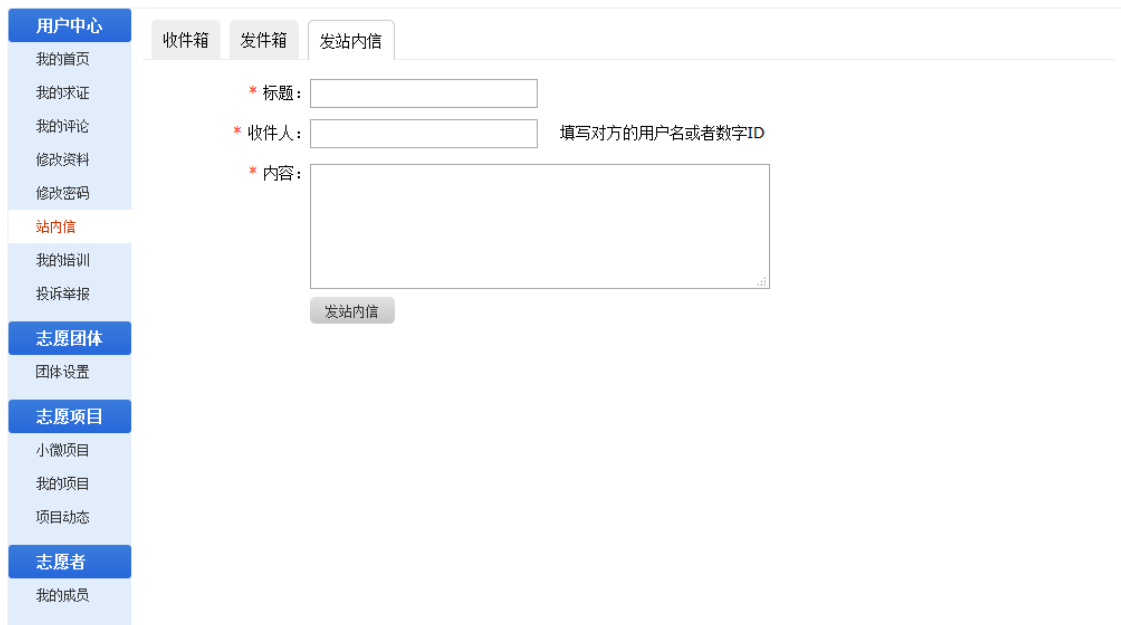 用户中心
我的首页
我的求证
我的评论
修改资料
修改密码
站内信
我的培训
投诉举报
志愿团体
团体设置
志愿项目
小微项目
我的项目
项目动态
志愿者
我的成员
收件箱 发件箱 发站内信
* 标题：
* 收件人： 填写对方的用户名或者数字ID
* 内容：
发站内信